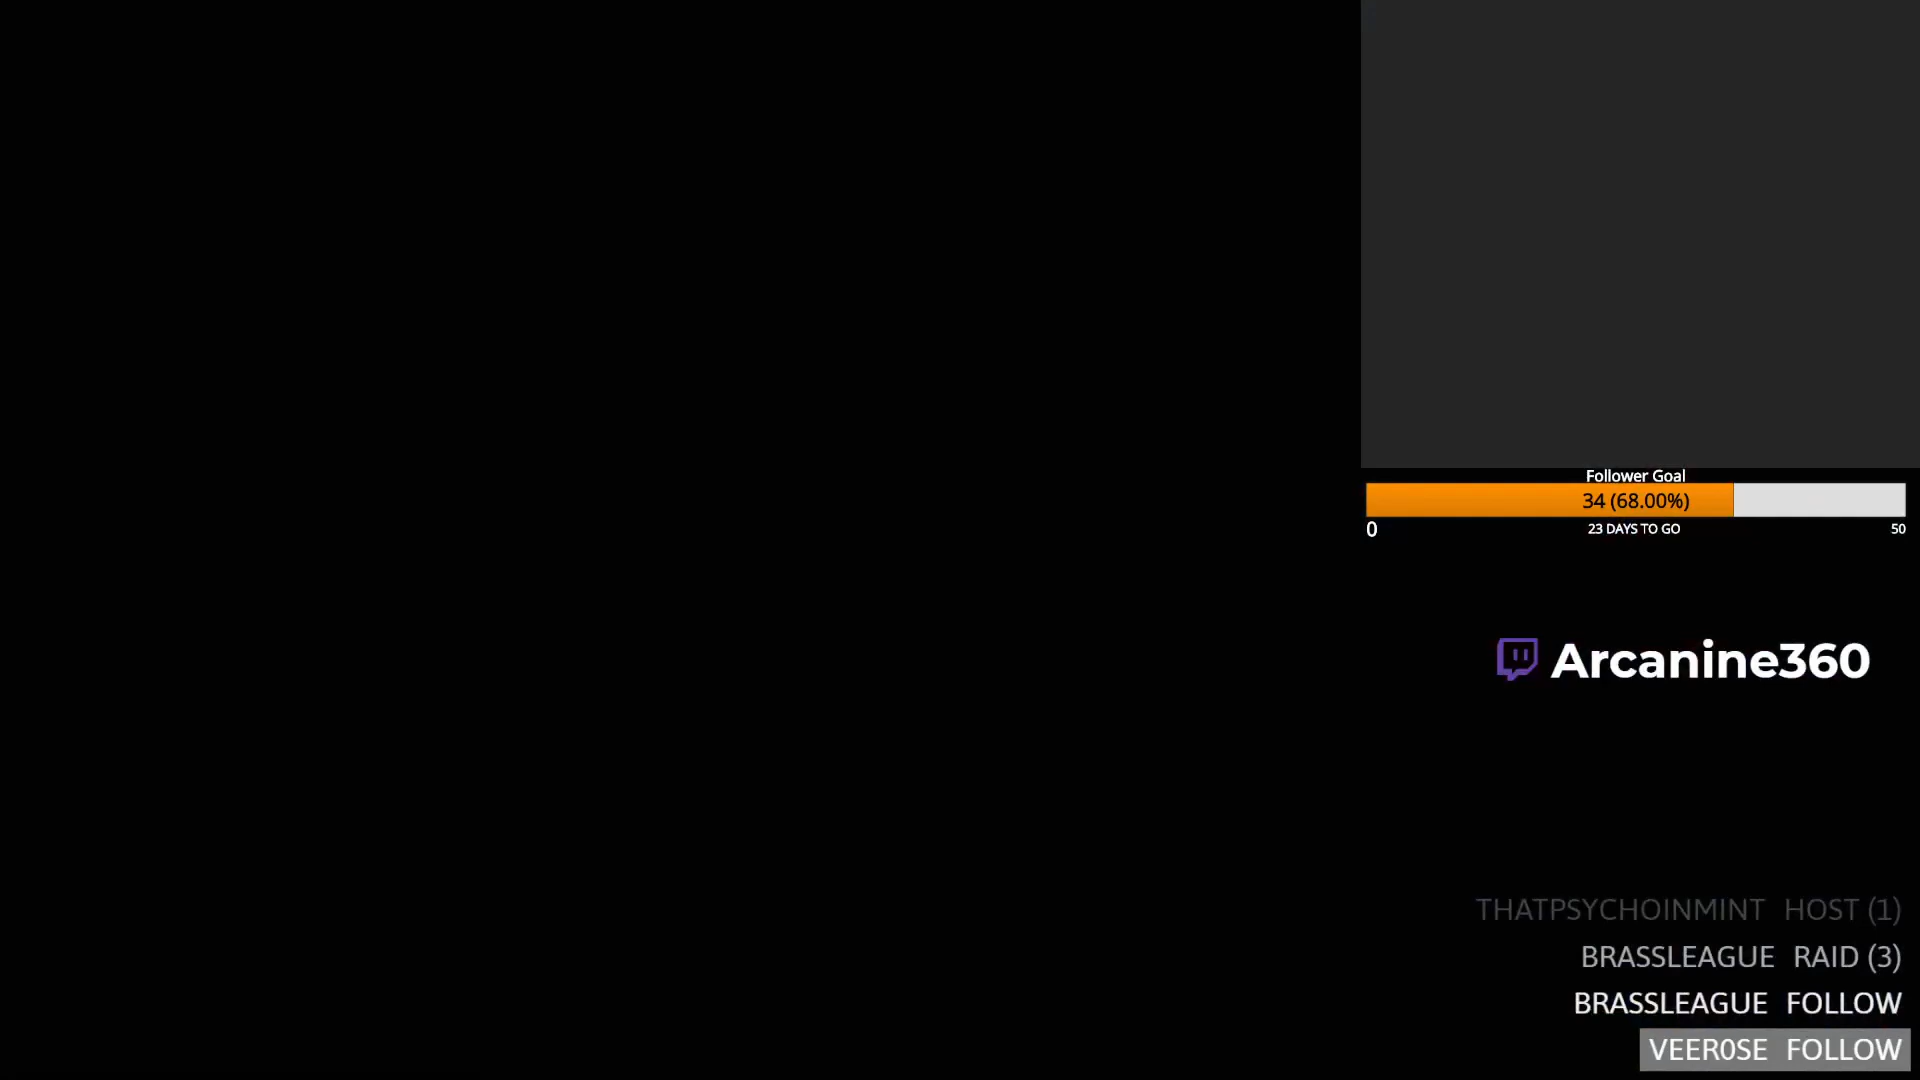 Follower Goal
34 (68.00%)
0 23 DAYS TO GO 50
Arcanine360
THATPSYCHOINMINT HOST (1)
BRASSLEAGUE RAID (3)
BRASSLEAGUE FOLLOW
VEER0SE FOLLOW